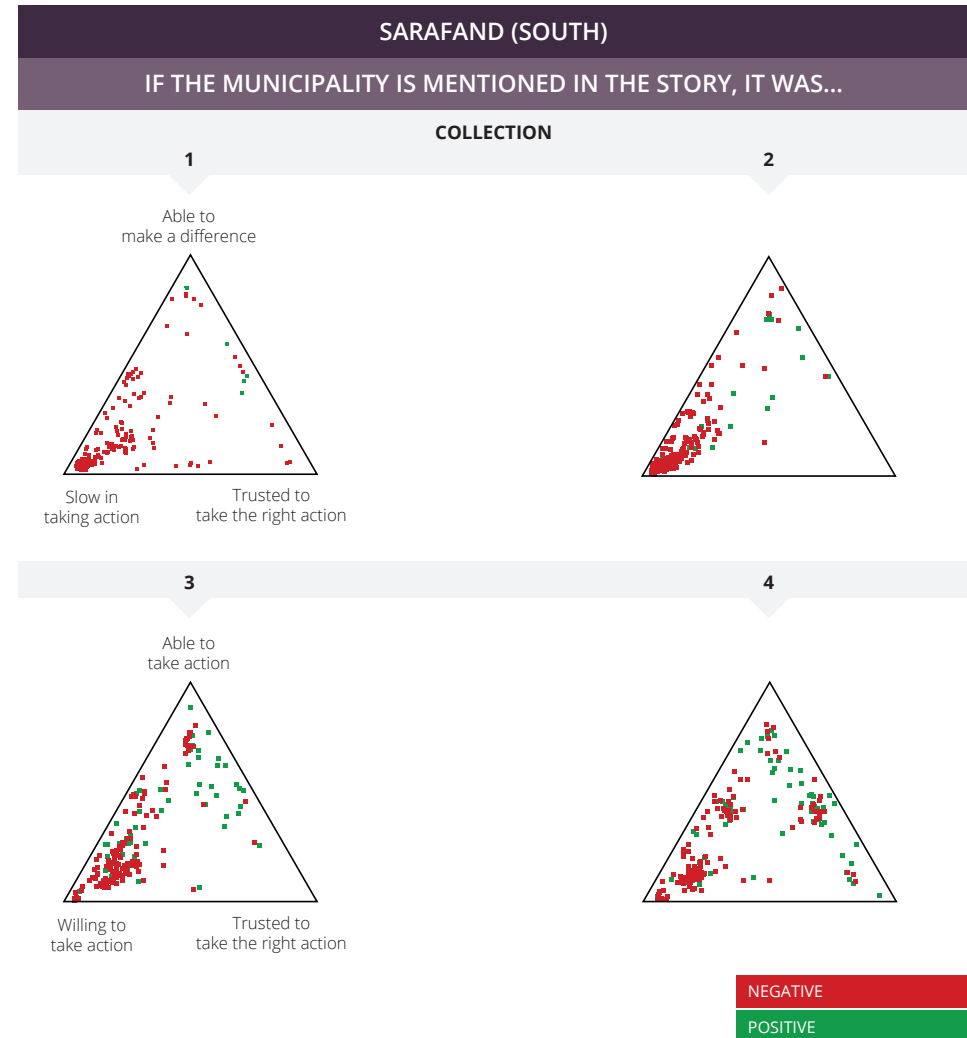 SARAFAND (SOUTH)
IF THE MUNICIPALITY IS MENTIONED IN THE STORY, IT WAS...
COLLECTION
1
2
Able to
make a difference
Slow in
taking action
Trusted to
take the right action
3
4
Able to
take action
Willing to
take action
Trusted to
take the right action
NEGATIVE
POSITIVE